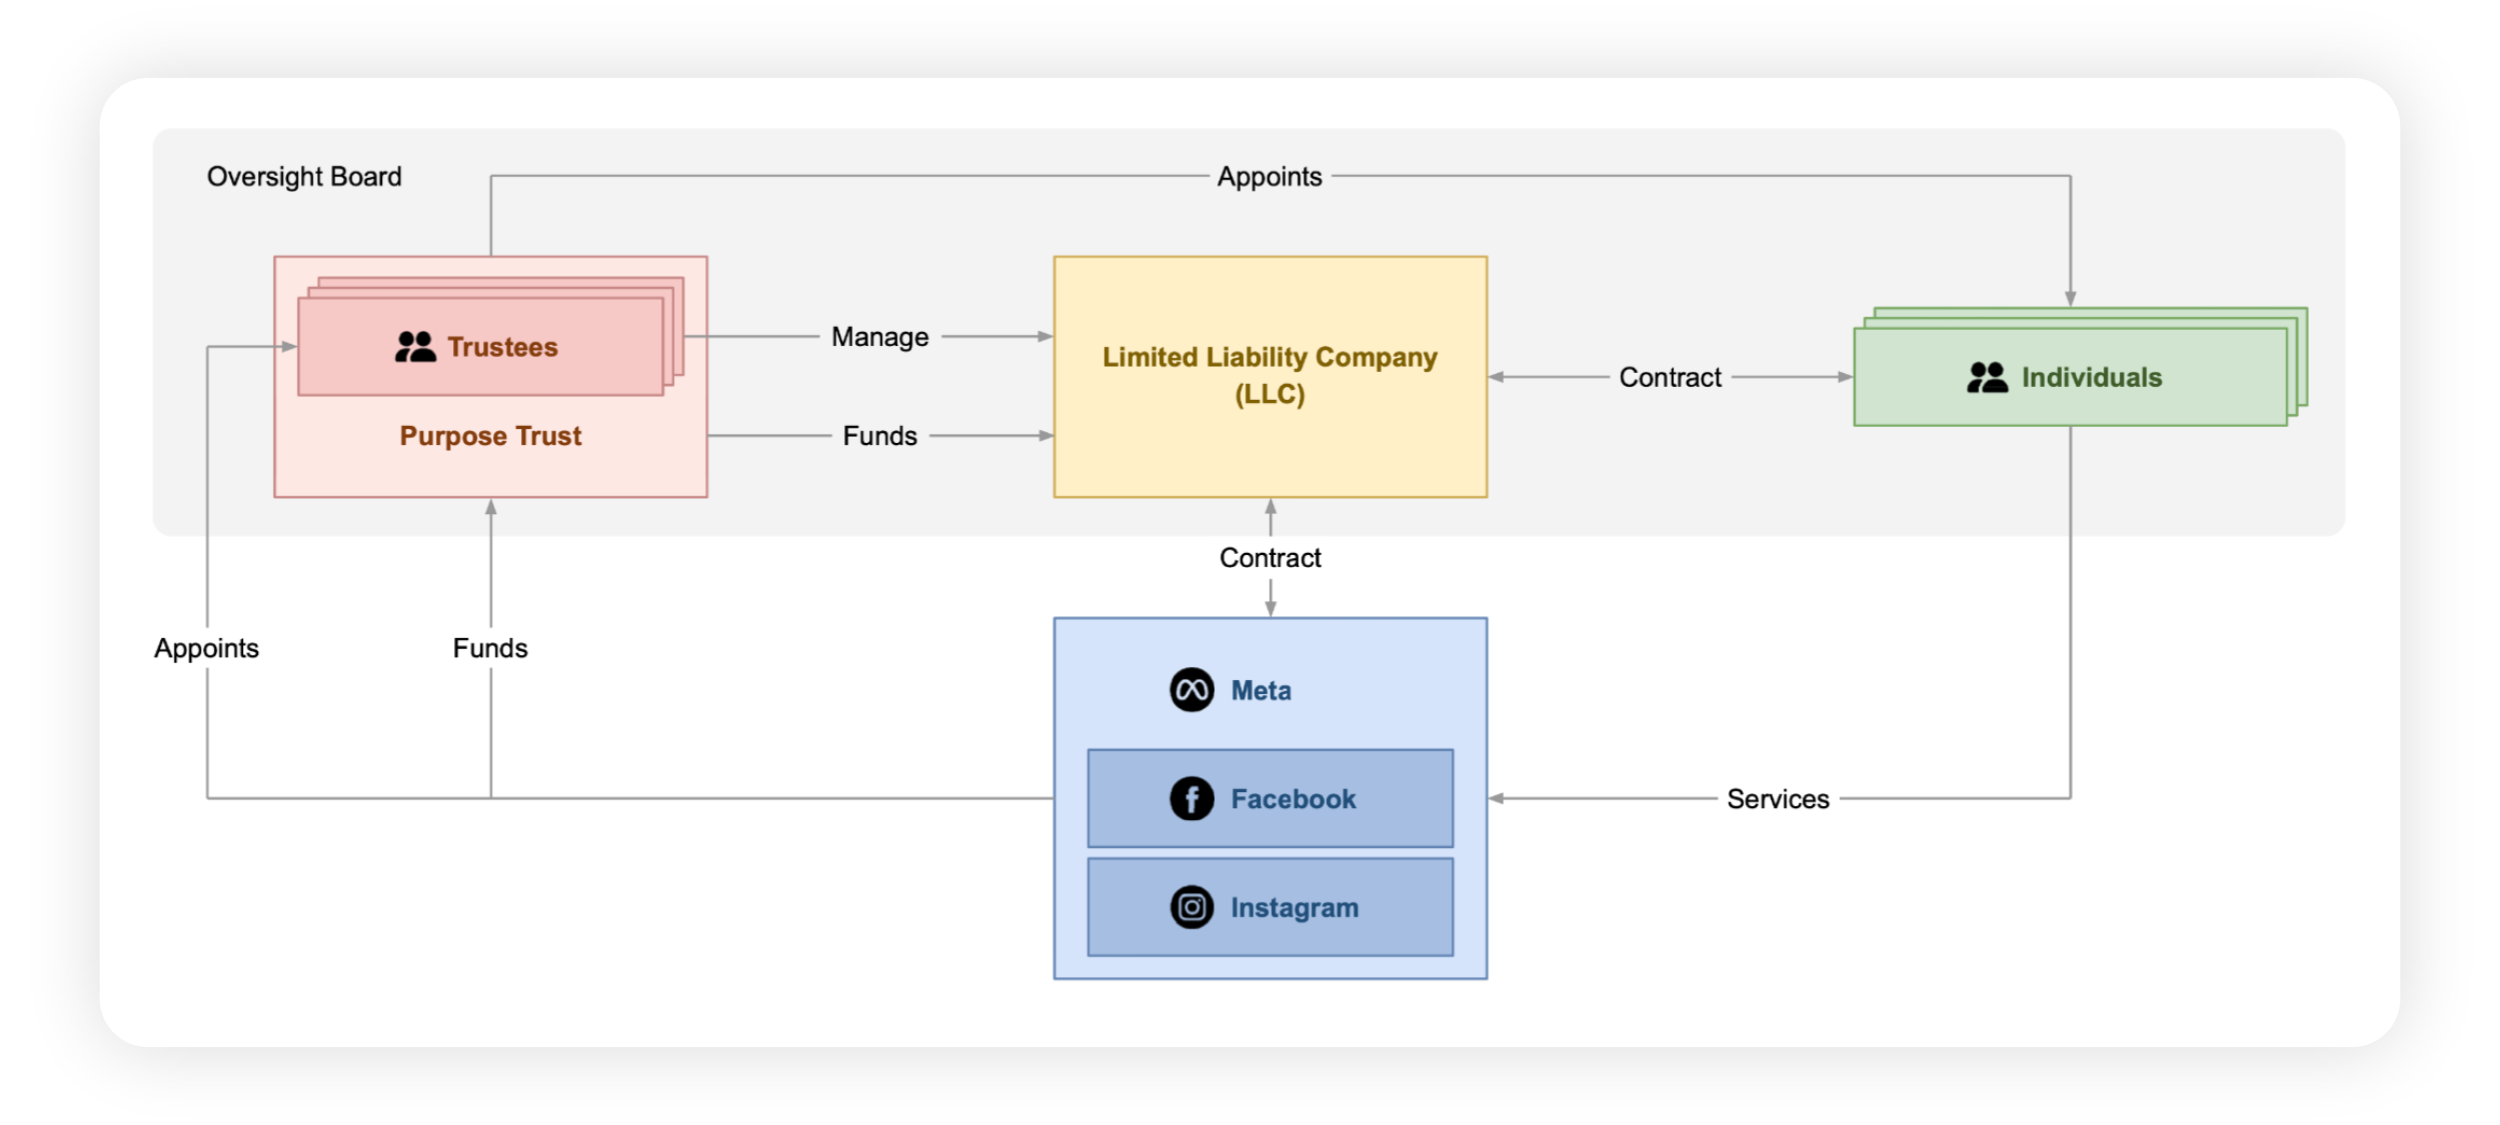 Oversight Board
Appoints
Trustees
Purpose Trust
Manage
Funds
Limited Liability Company
(LLC)
Contract
Individuals
Contract
Appoints
Funds
Meta
Facebook
Instagram
Services